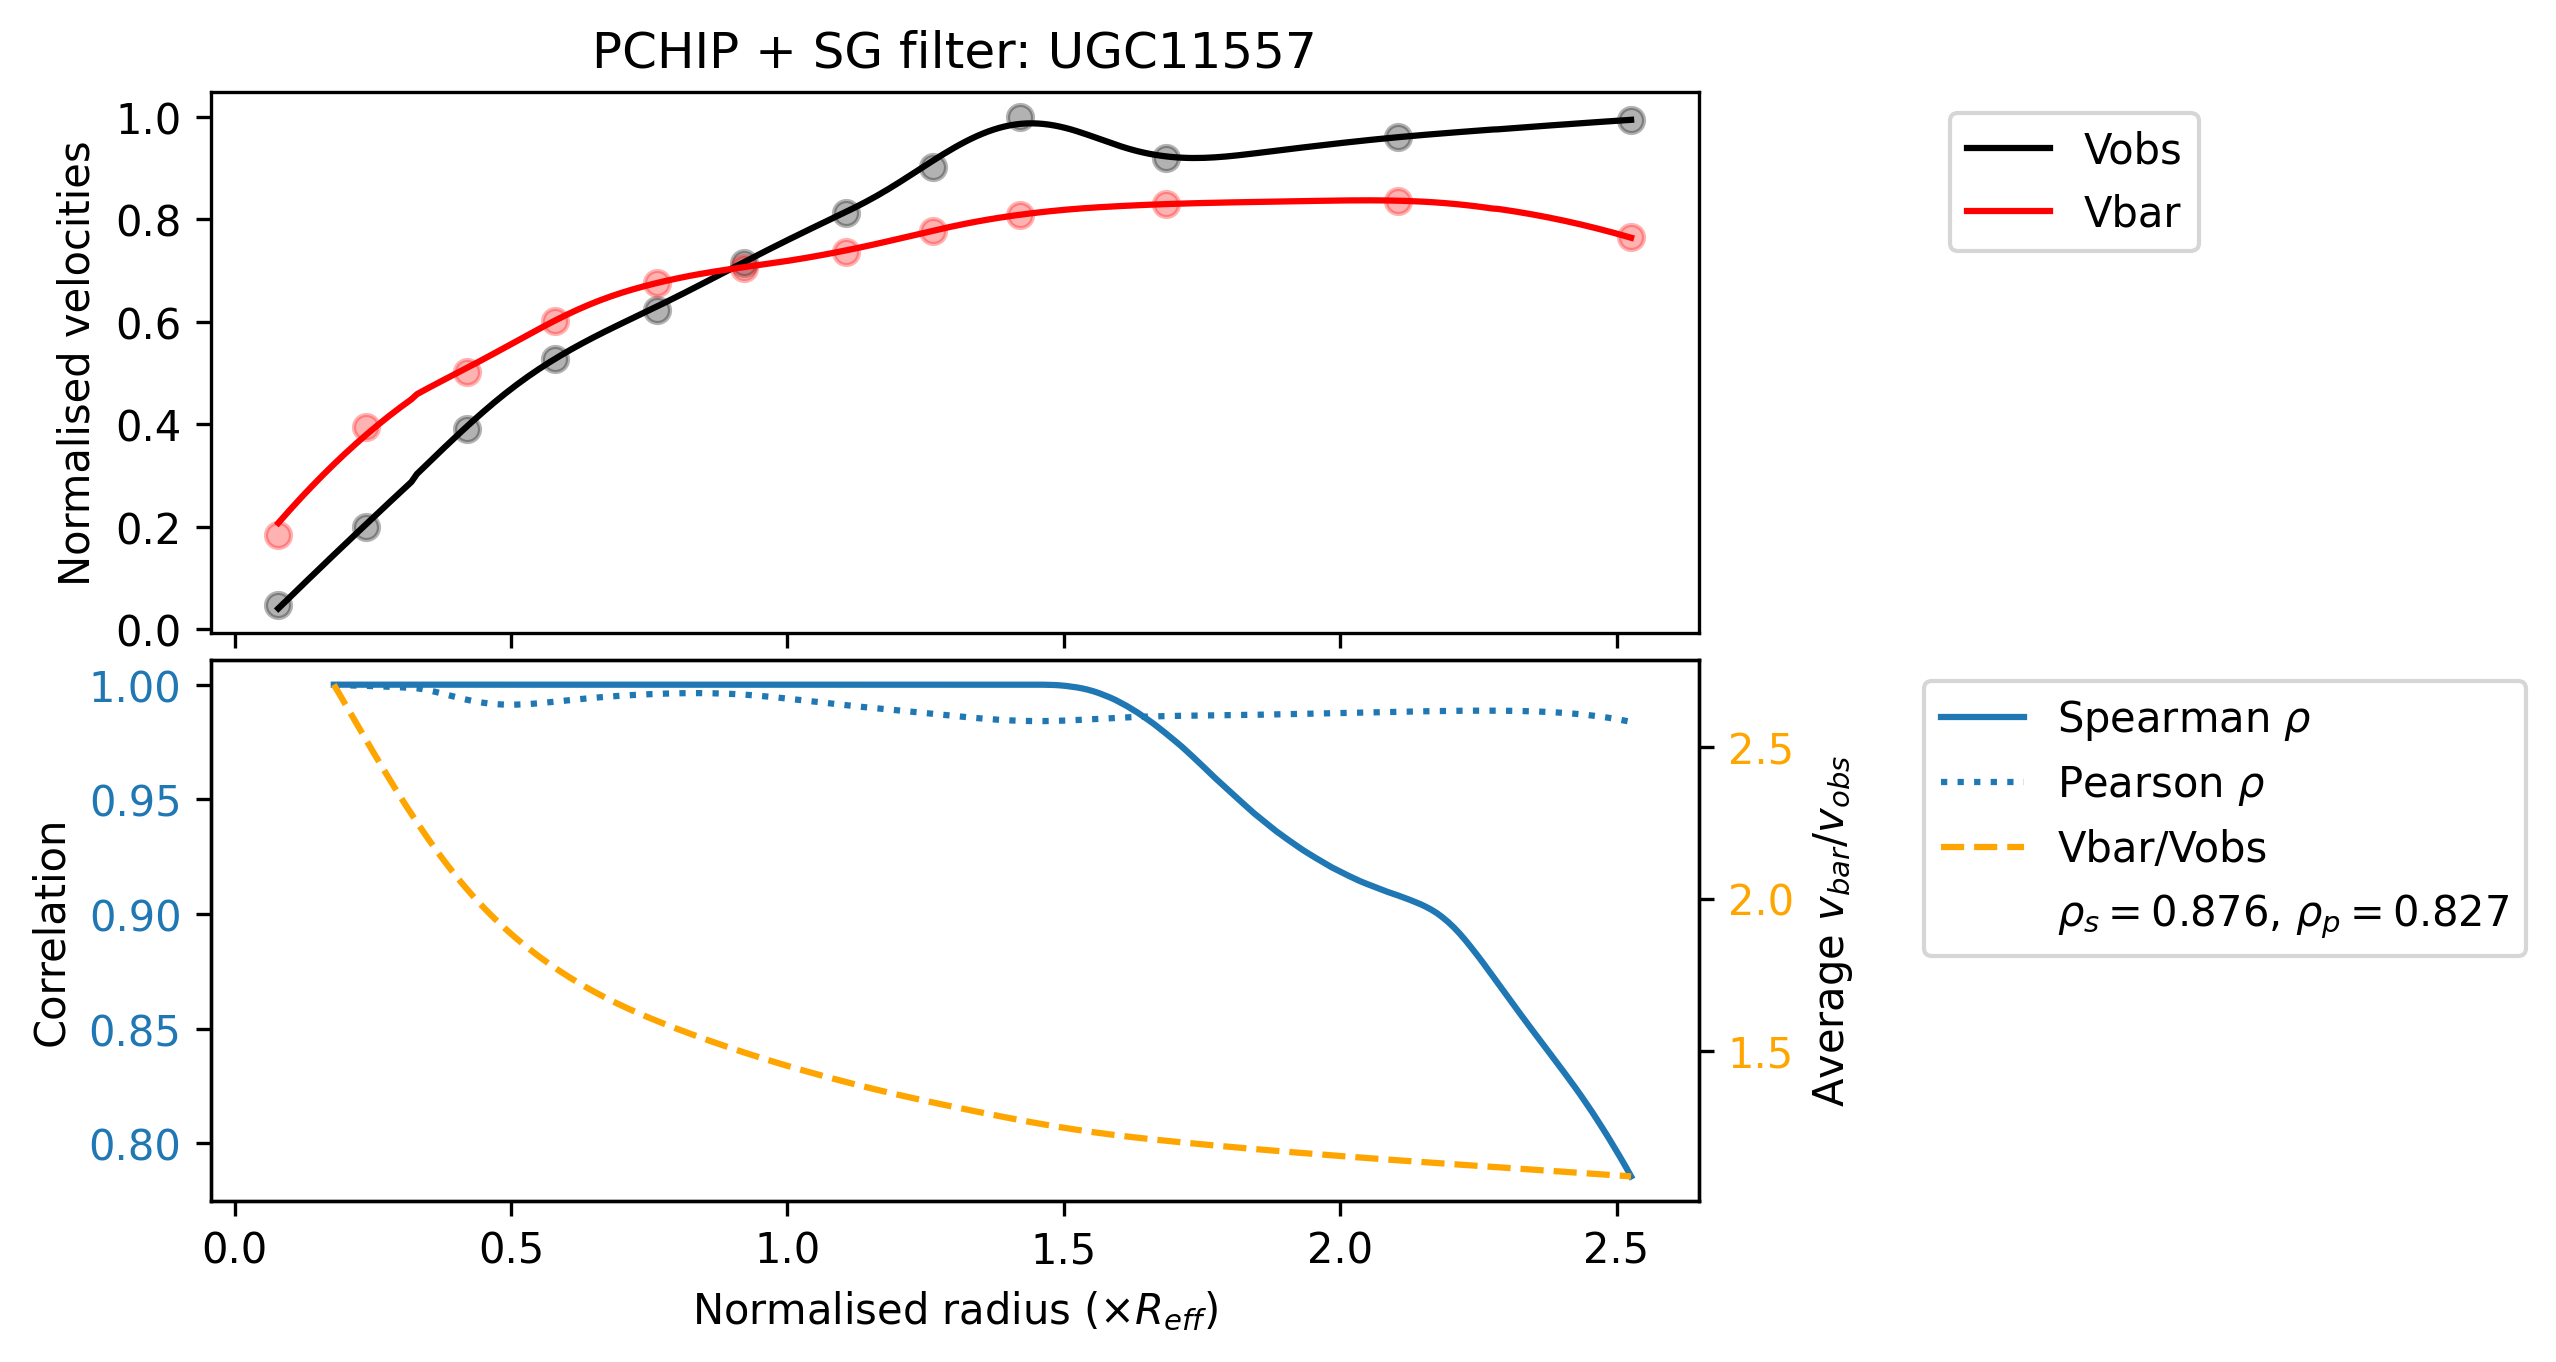 PCHIP + SG filter: UGC11557
Normalised velocities
1.0
0.8
0.6
0.4
0.2
0.0
Vobs
Vbar
Correlation
1.00
0.95
0.90
0.85
0.80
2.5
2.0
1.5
Average v_bar/v_obs
Spearman ρ
Pearson ρ
Vbar/Vobs
ρ_s = 0.876, ρ_p = 0.827
0.0 0.5 1.0 1.5 2.0 2.5
Normalised radius (×R_eff)